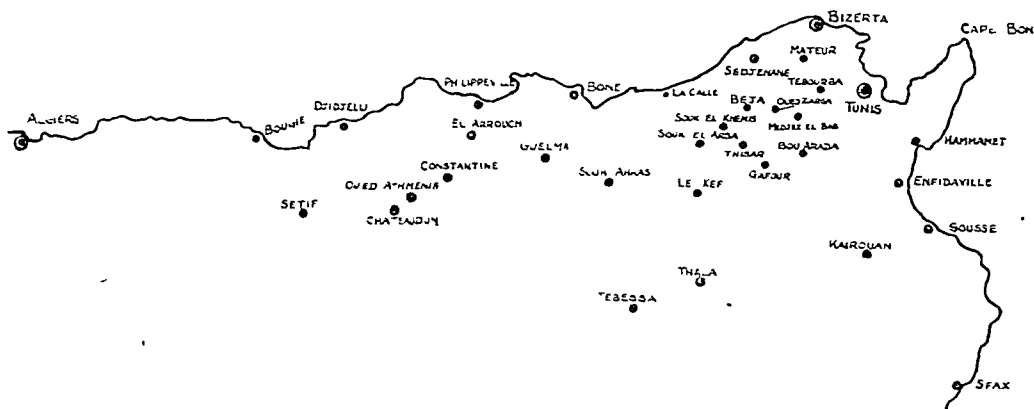 BIZERTA
CAPE BON
MATEUR
SEDJENANE
PHILIPPEVILLE
TEBOURBA
BONE
LA CALLE
OUED ZARGA
TUNIS
DJIDJELLI
BEJA
ALGIERS
BOUGIE
SOUK EL KHEMIS
MEDJEZ EL BAB
EL ARROUCH
SOUK EL ARBA
HAMMAMET
GUELMA
THIBAR
BOU ARADA
CONSTANTINE
GAFOUR
SOUK AHRAS
OUED ATHMENIA
LE KEF
ENFIDAVILLE
SETIF
CHATEAUDUN
SOUSSE
KAIROUAN
THALA
TEBESSA
SFAX